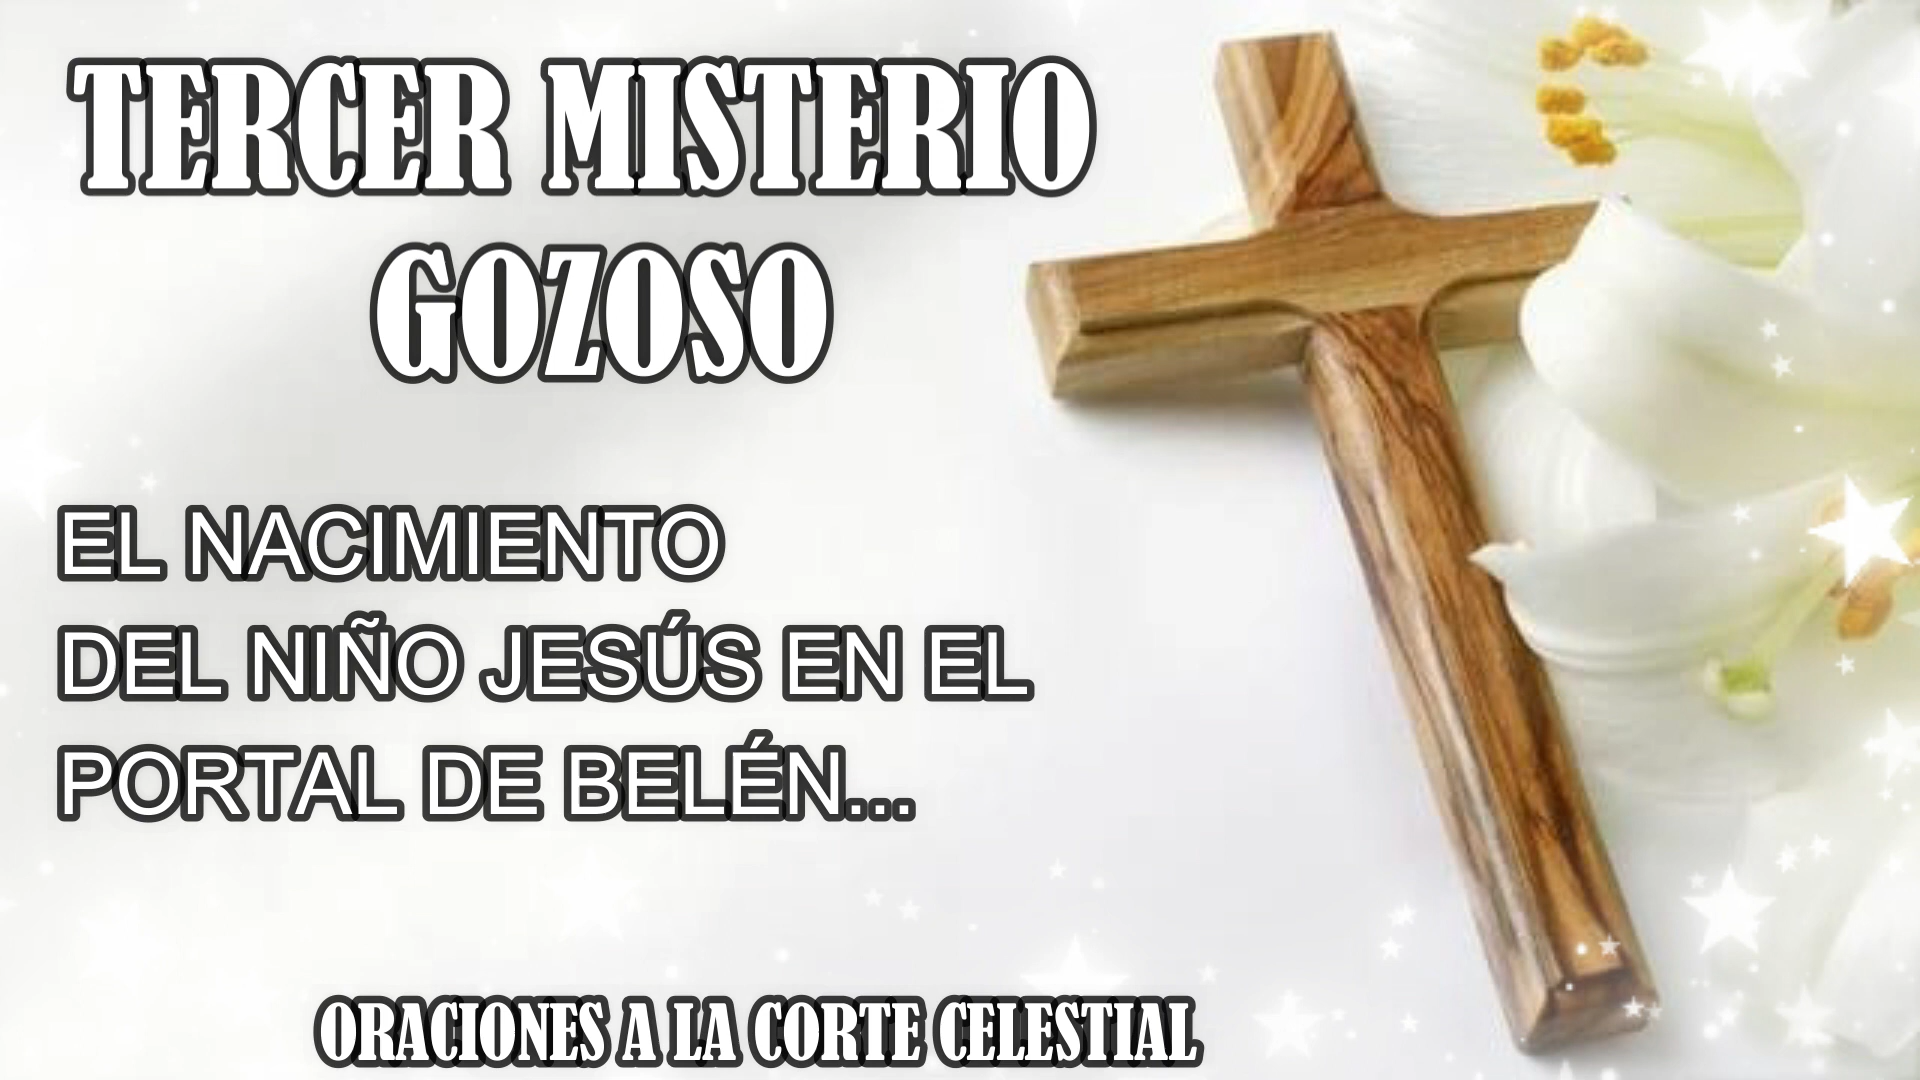 TERCER MISTERIO
GOZOSO
EL NACIMIENTO
DEL NIÑO JESÚS EN EL
PORTAL DE BELÉN...
ORACIONES A LA CORTE CELESTIAL